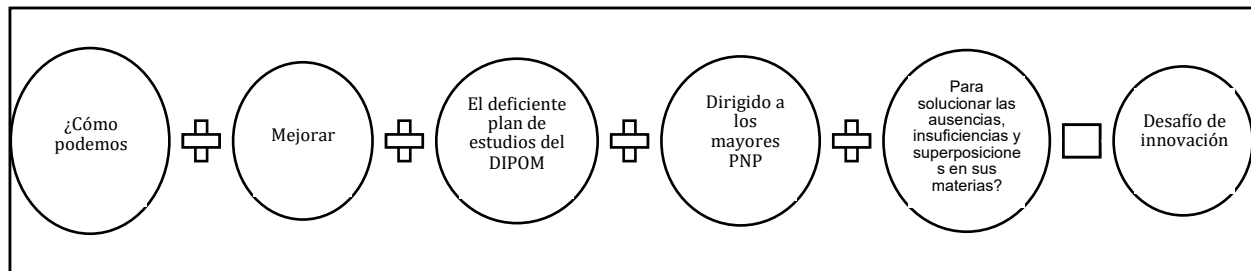 ¿Cómo
podemos
Mejorar
El deficiente
plan de
estudios del
DIPOM
Dirigido a
los
mayores
PNP
Para
solucionar las
ausencias,
insuficiencias y
superposicione
s en sus
materias?
Desafío de
innovación